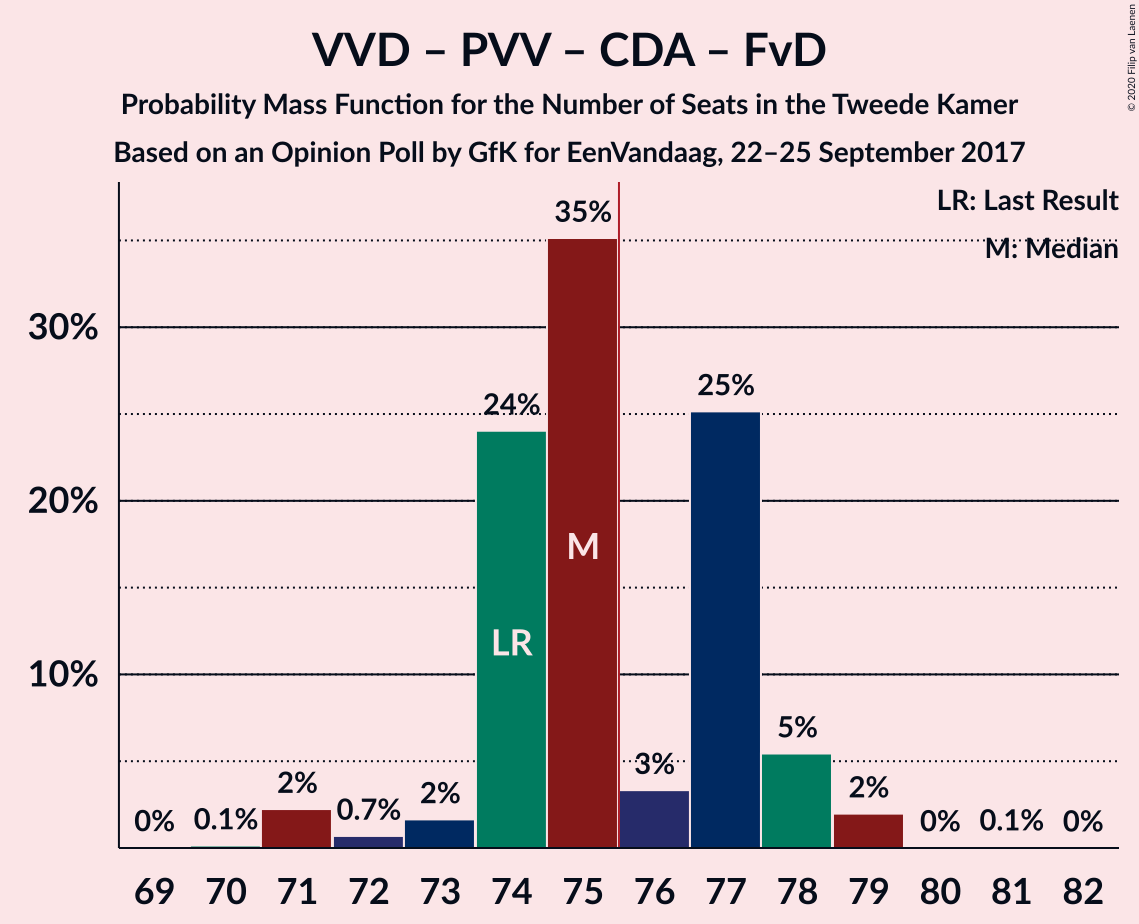 VVD – PVV – CDA – FvD
Probability Mass Function for the Number of Seats in the Tweede Kamer
Based on an Opinion Poll by GfK for EenVandaag, 22–25 September 2017
© 2020 Filip van Laenen
LR: Last Result
M: Median
35%
30%
25%
24%
20%
M
LR
10%
5%
3%
2%
2%
2%
0.7%
0%
0.1%
0%
0.1%
0%
69 70 71 72 73 74 75 76 77 78 79 80 81 82